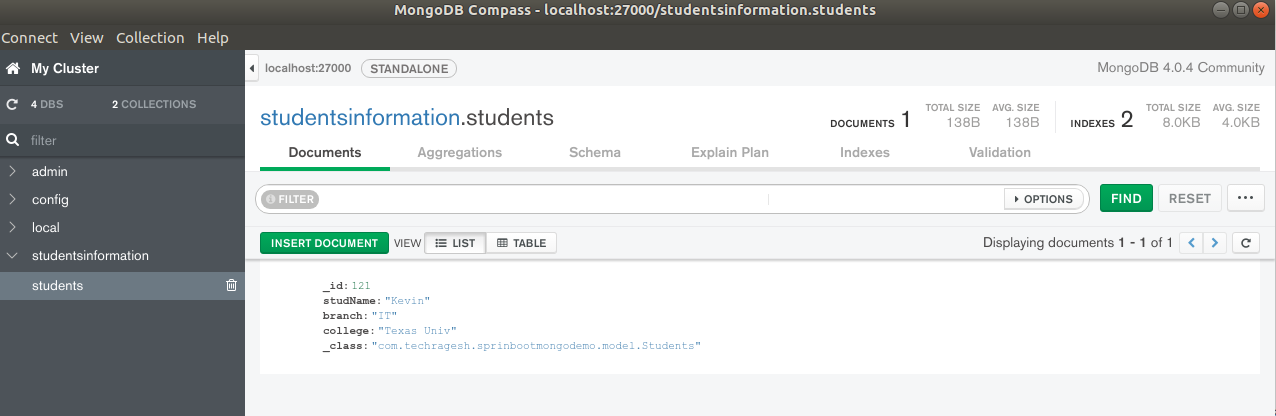 MongoDB Compass - localhost:27000/studentsinformation.students
Connect View Collection Help
My Cluster
4 DBS 2 COLLECTIONS
filter
admin
config
local
studentsinformation
students
localhost:27000 STANDALONE MongoDB 4.0.4 Community
studentsinformation.students
DOCUMENTS 1 TOTAL SIZE 138B AVG. SIZE 138B INDEXES 2 TOTAL SIZE 8.0KB AVG. SIZE 4.0KB
Documents Aggregations Schema Explain Plan Indexes Validation
FILTER OPTIONS FIND RESET ...
INSERT DOCUMENT VIEW LIST TABLE Displaying documents 1 - 1 of 1
_id: 121
studName: "Kevin"
branch: "IT"
college: "Texas Univ"
_class: "com.techragesh.sprinbootmongodemo.model.Students"